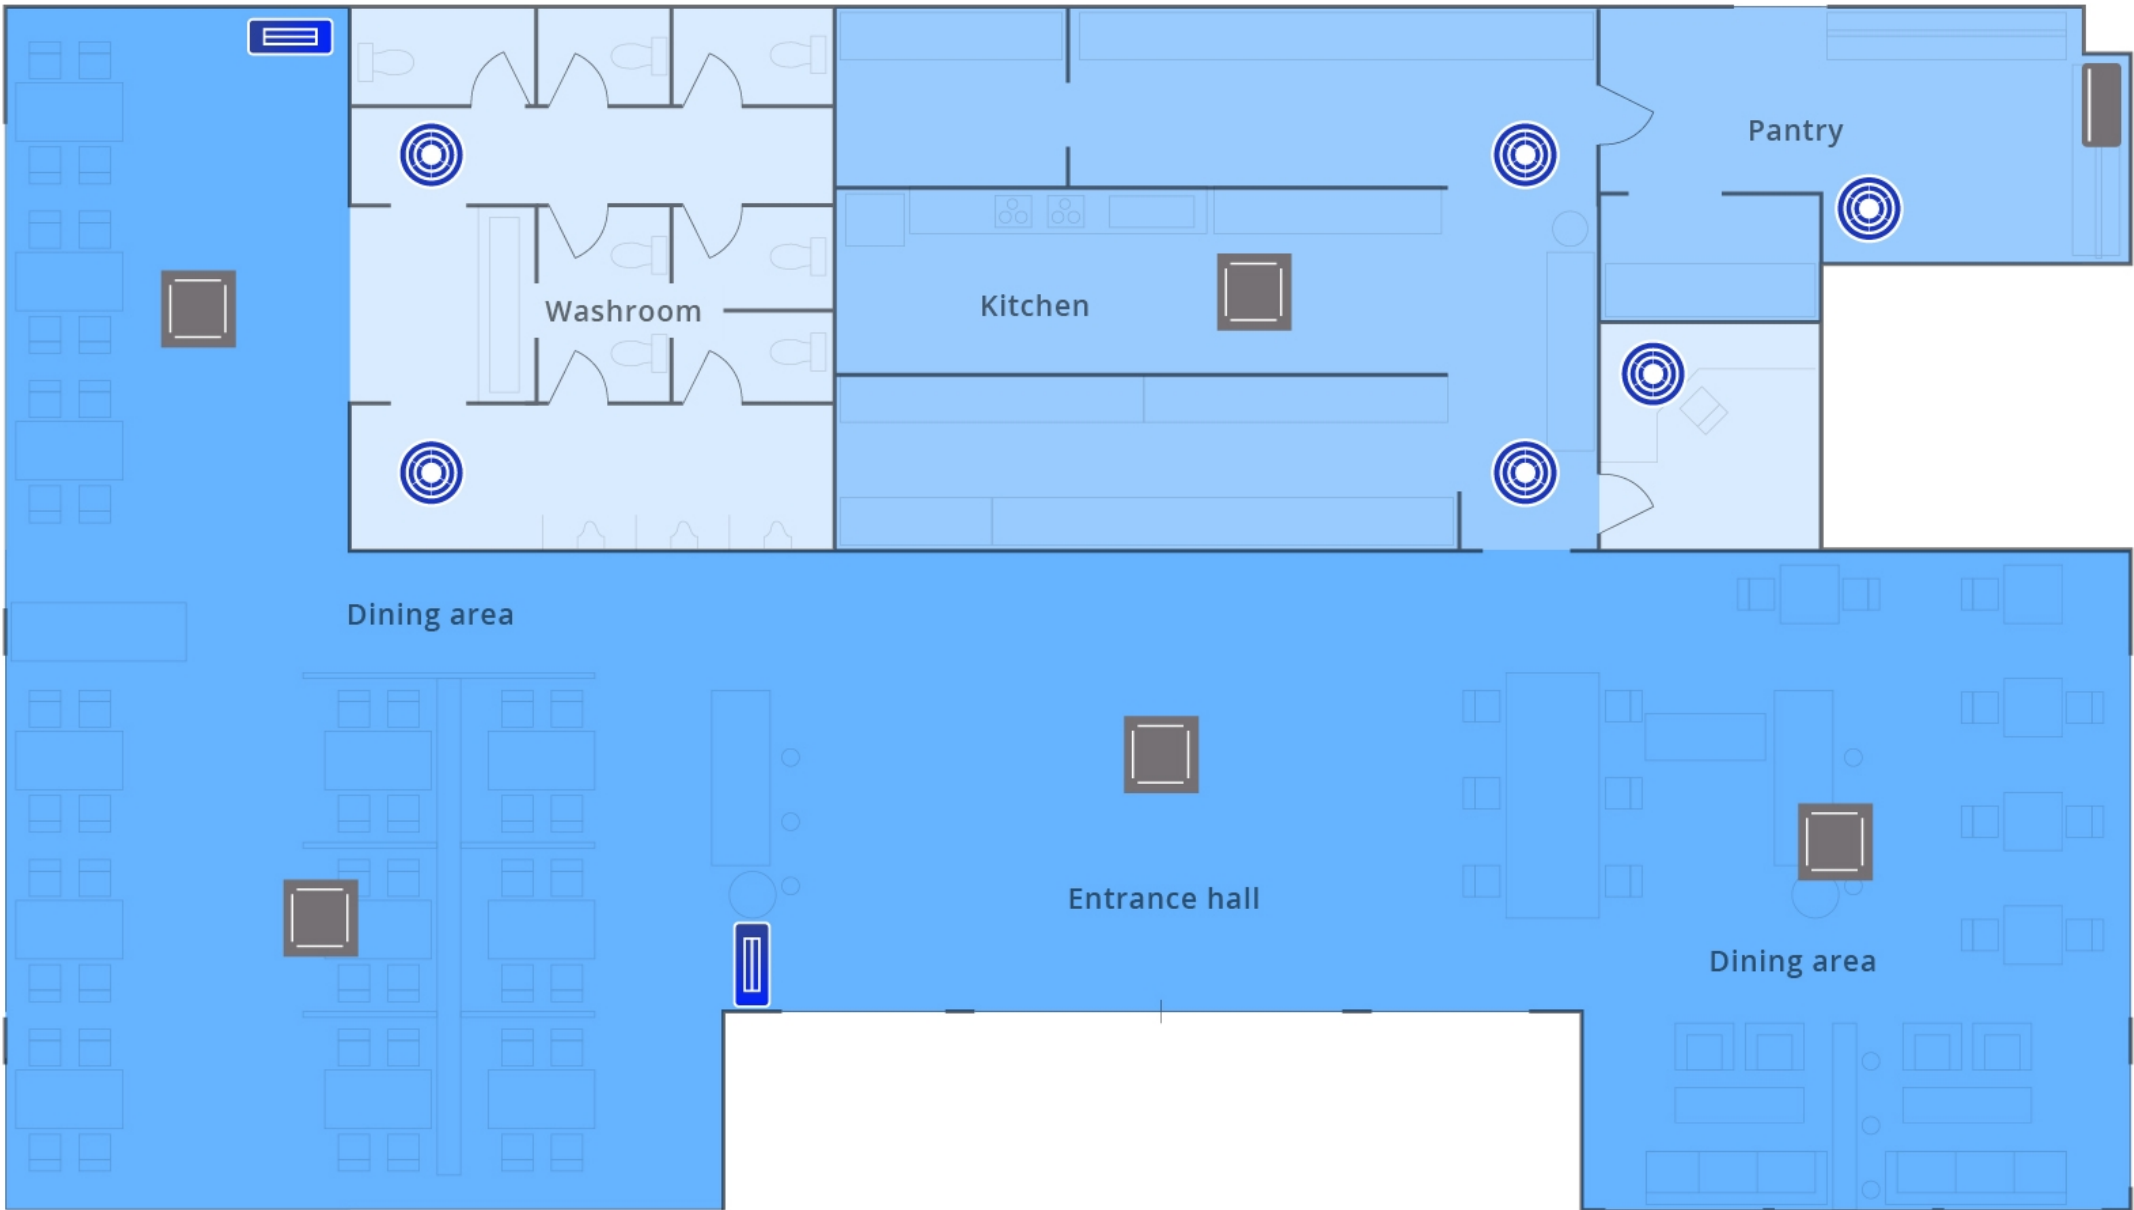 Pantry
Washroom
Kitchen
Dining area
Entrance hall
Dining area